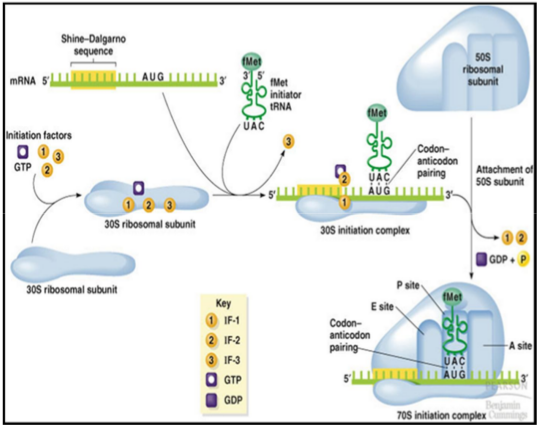 Shine–Dalgarno
sequence
mRNA 5′ AUG 3′
fMet
3′ 5′
fMet
initiator
tRNA
UAC
50S
ribosomal
subunit
Initiation factors
GTP 1 3
2
3
fMet
Codon–
anticodon
pairing
Attachment of
50S subunit
1 2 3
30S ribosomal subunit
5′ 2 UAC
AUG 3′
1
30S initiation complex
1 2
GDP + P
30S ribosomal subunit
P site
fMet
E site
Codon–
anticodon
pairing
A site
UAC
AUG
5′ 3′
70S initiation complex
Key
1 IF-1
2 IF-2
3 IF-3
GTP
GDP
PEARSON
Benjamin
Cummings